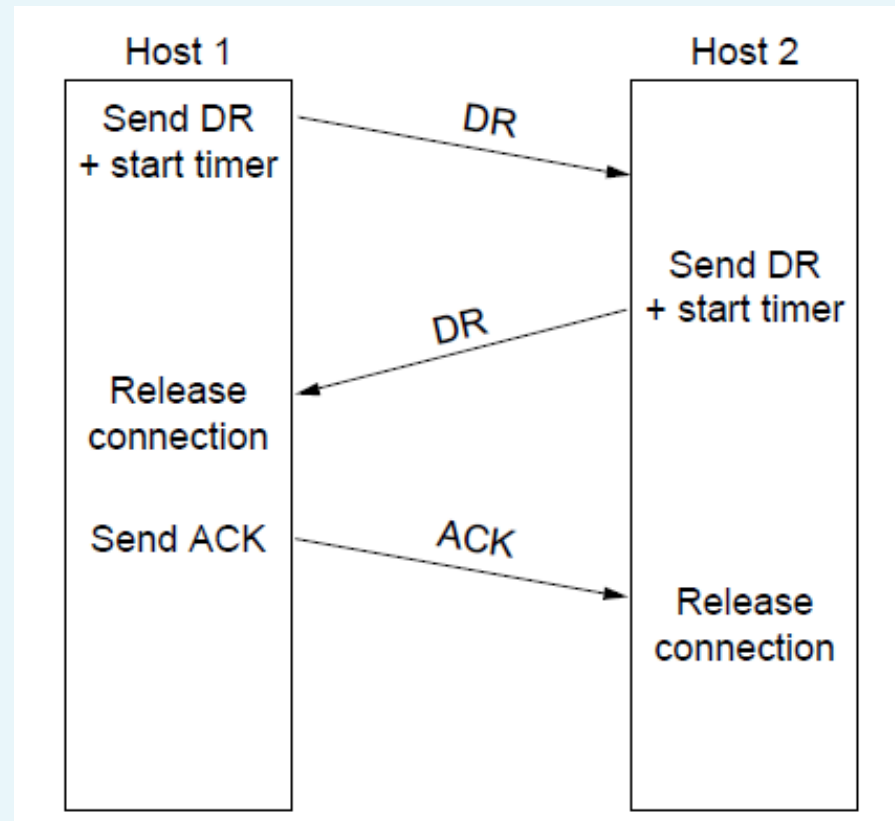 Host 1
Host 2
Send DR
+ start timer
DR
Send DR
+ start timer
DR
Release
connection
Send ACK
ACK
Release
connection